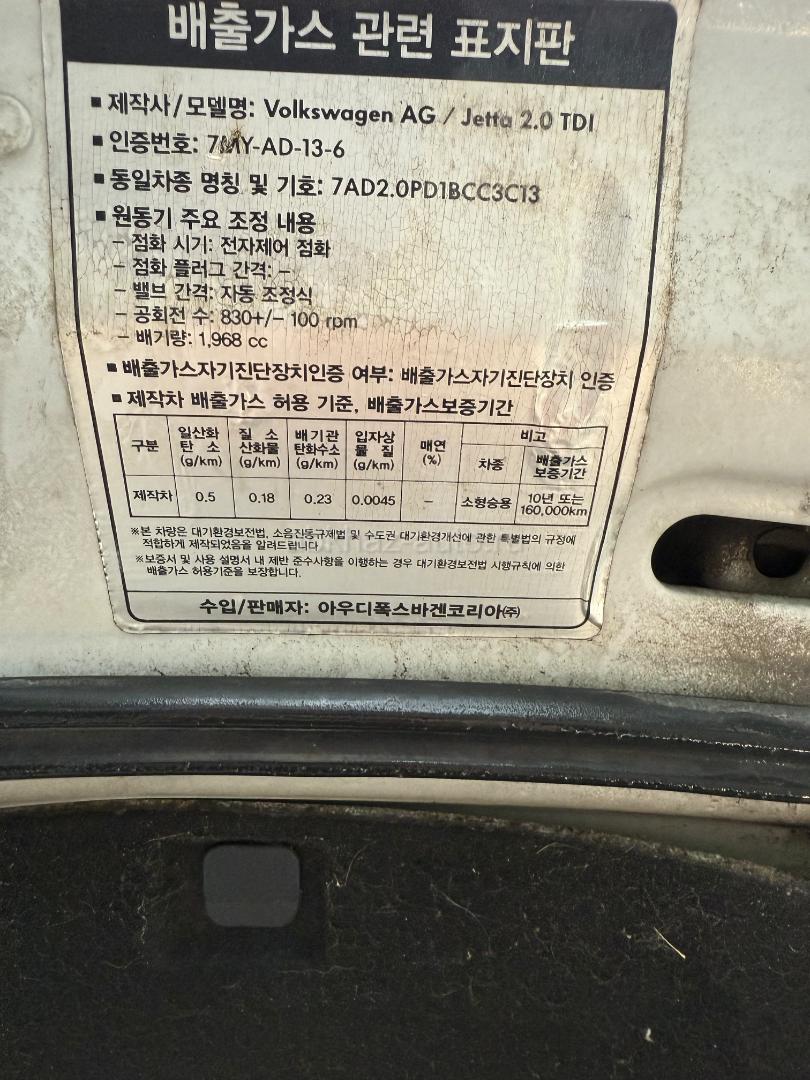 배출가스 관련 표지판
▪ 제작사/모델명: Volkswagen AG / Jetta 2.0 TDI
▪ 인증번호: 7MY-AD-13-6
▪ 동일차종 명칭 및 기호: 7AD2.0PD1BCC3C13
▪ 원동기 주요 조정 내용
– 점화 시기: 전자제어 점화
– 점화 플러그 간격: –
– 밸브 간격: 자동 조정식
– 공회전 수: 830+/– 100 rpm
– 배기량: 1,968 cc
▪ 배출가스자기진단장치인증 여부: 배출가스자기진단장치 인증
▪ 제작차 배출가스 허용 기준, 배출가스보증기간
구분 일산화탄소 (g/km) 질소산화물 (g/km) 배기관탄화수소 (g/km) 입자상물질 (g/km) 매연 (%) 비고
차종 배출가스보증기간
제작차 0.5 0.18 0.23 0.0045 – 소형승용 10년 또는 160,000km
※본 차량은 대기환경보전법, 소음진동규제법 및 수도권 대기환경개선에 관한 특별법의 규정에
적합하게 제작되었음을 알려드립니다.
※보증서 및 사용 설명서 내 제반 준수사항을 이행하는 경우 대기환경보전법 시행규칙에 의한
배출가스 허용기준을 보장합니다.
수입/판매자: 아우디폭스바겐코리아㈜